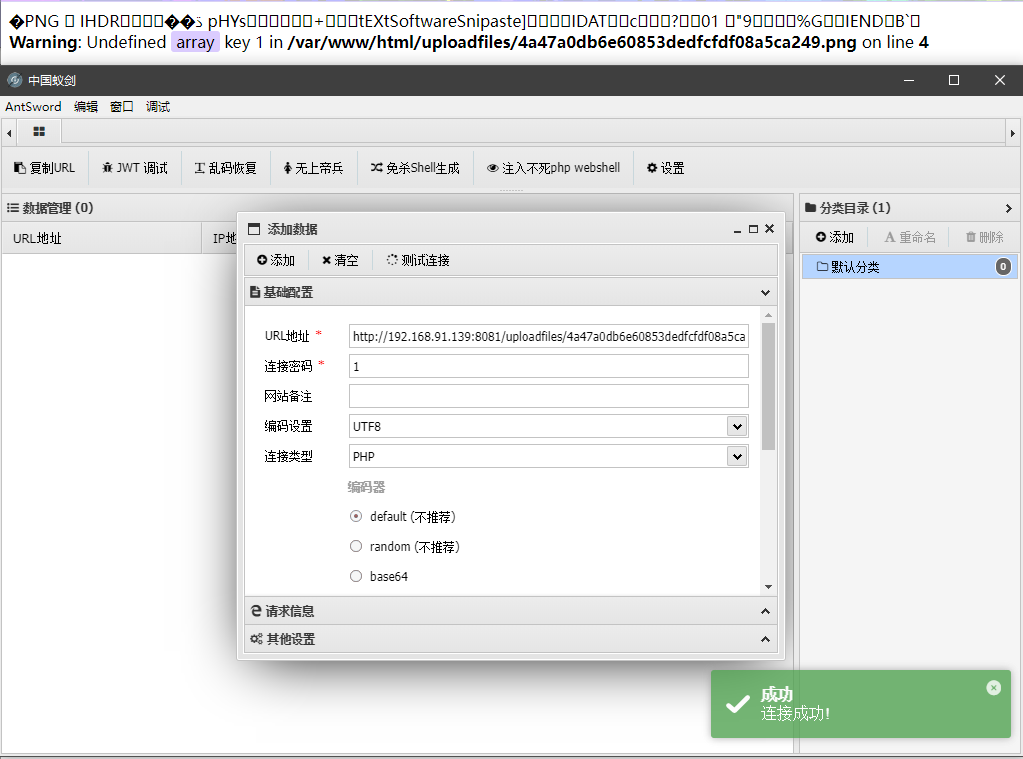 �PNG IHDR��ﻭ pHYs+tEXtSoftwareSnipaste]IDATc?01 "9%GIENDB`
Warning: Undefined array key 1 in /var/www/html/uploadfiles/4a47a0db6e60853dedfcfdf08a5ca249.png on line 4
中国蚁剑
AntSword 编辑 窗口 调试
复制URL JWT 调试 乱码恢复 无上帝兵 免杀Shell生成 注入不死php webshell 设置
数据管理 (0) 分类目录 (1)
URL地址 IP地
添加 重命名 删除
默认分类 0
添加数据
添加 清空 测试连接
基础配置
URL地址 * http://192.168.91.139:8081/uploadfiles/4a47a0db6e60853dedfcfdf08a5ca
连接密码 * 1
网站备注
编码设置 UTF8
连接类型 PHP
编码器
default (不推荐)
random (不推荐)
base64
请求信息
其他设置
成功
连接成功!